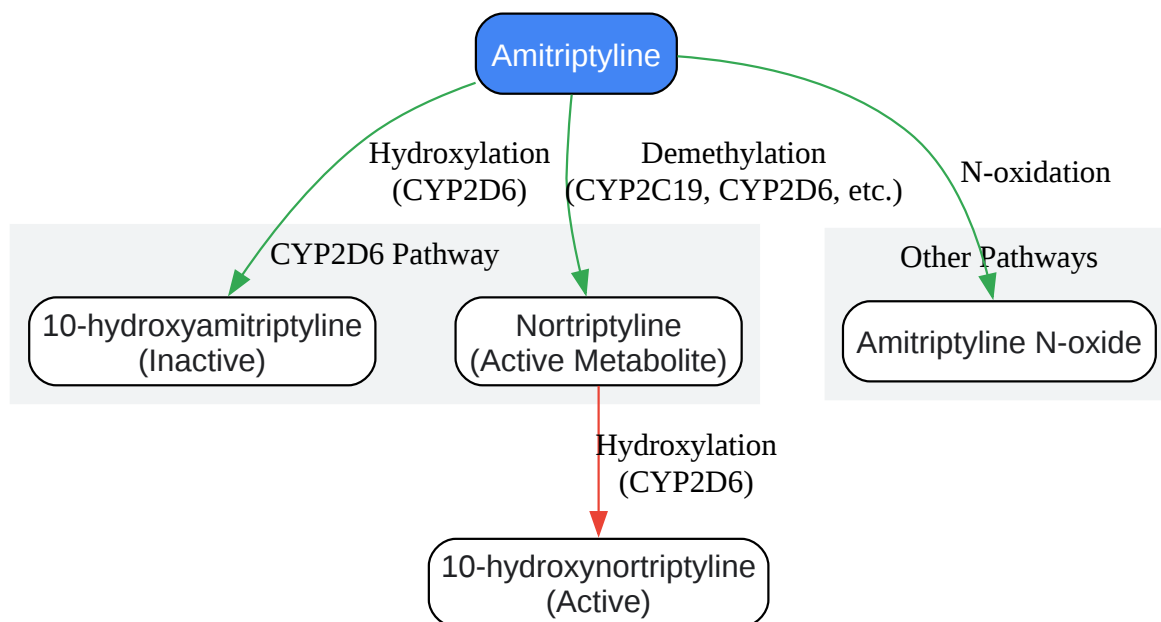 Amitriptyline
Hydroxylation
(CYP2D6)
Demethylation
(CYP2C19, CYP2D6, etc.)
N-oxidation
CYP2D6 Pathway
Other Pathways
10-hydroxyamitriptyline
(Inactive)
Nortriptyline
(Active Metabolite)
Amitriptyline N-oxide
Hydroxylation
(CYP2D6)
10-hydroxynortriptyline
(Active)